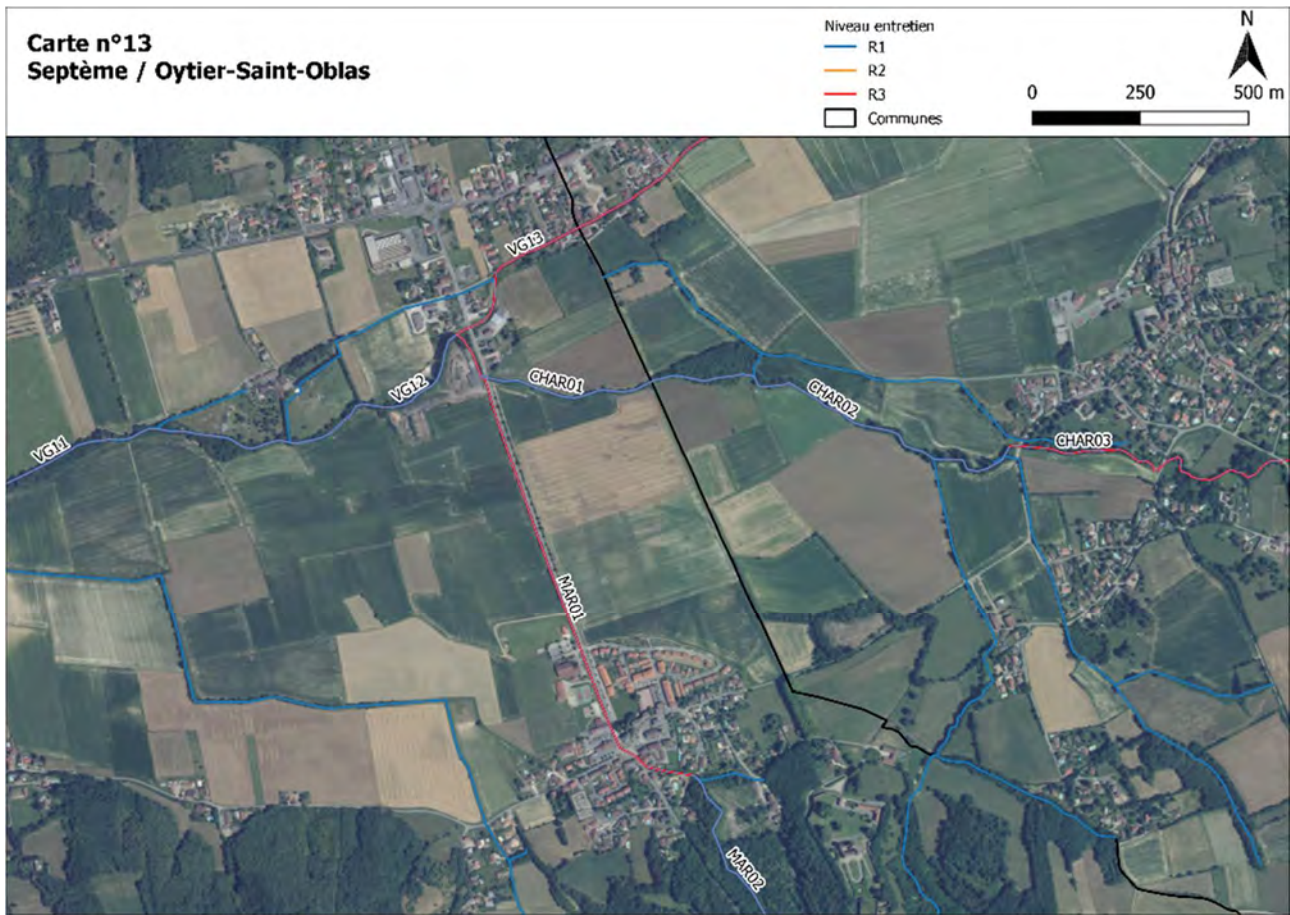 Carte n°13
Septème / Oytier-Saint-Oblas
Niveau entretien
R1
R2
R3
Communes
N
0 250 500 m
VG13
CHAR01
VG12
CHAR02
VG11
CHAR03
MAR01
MAR02